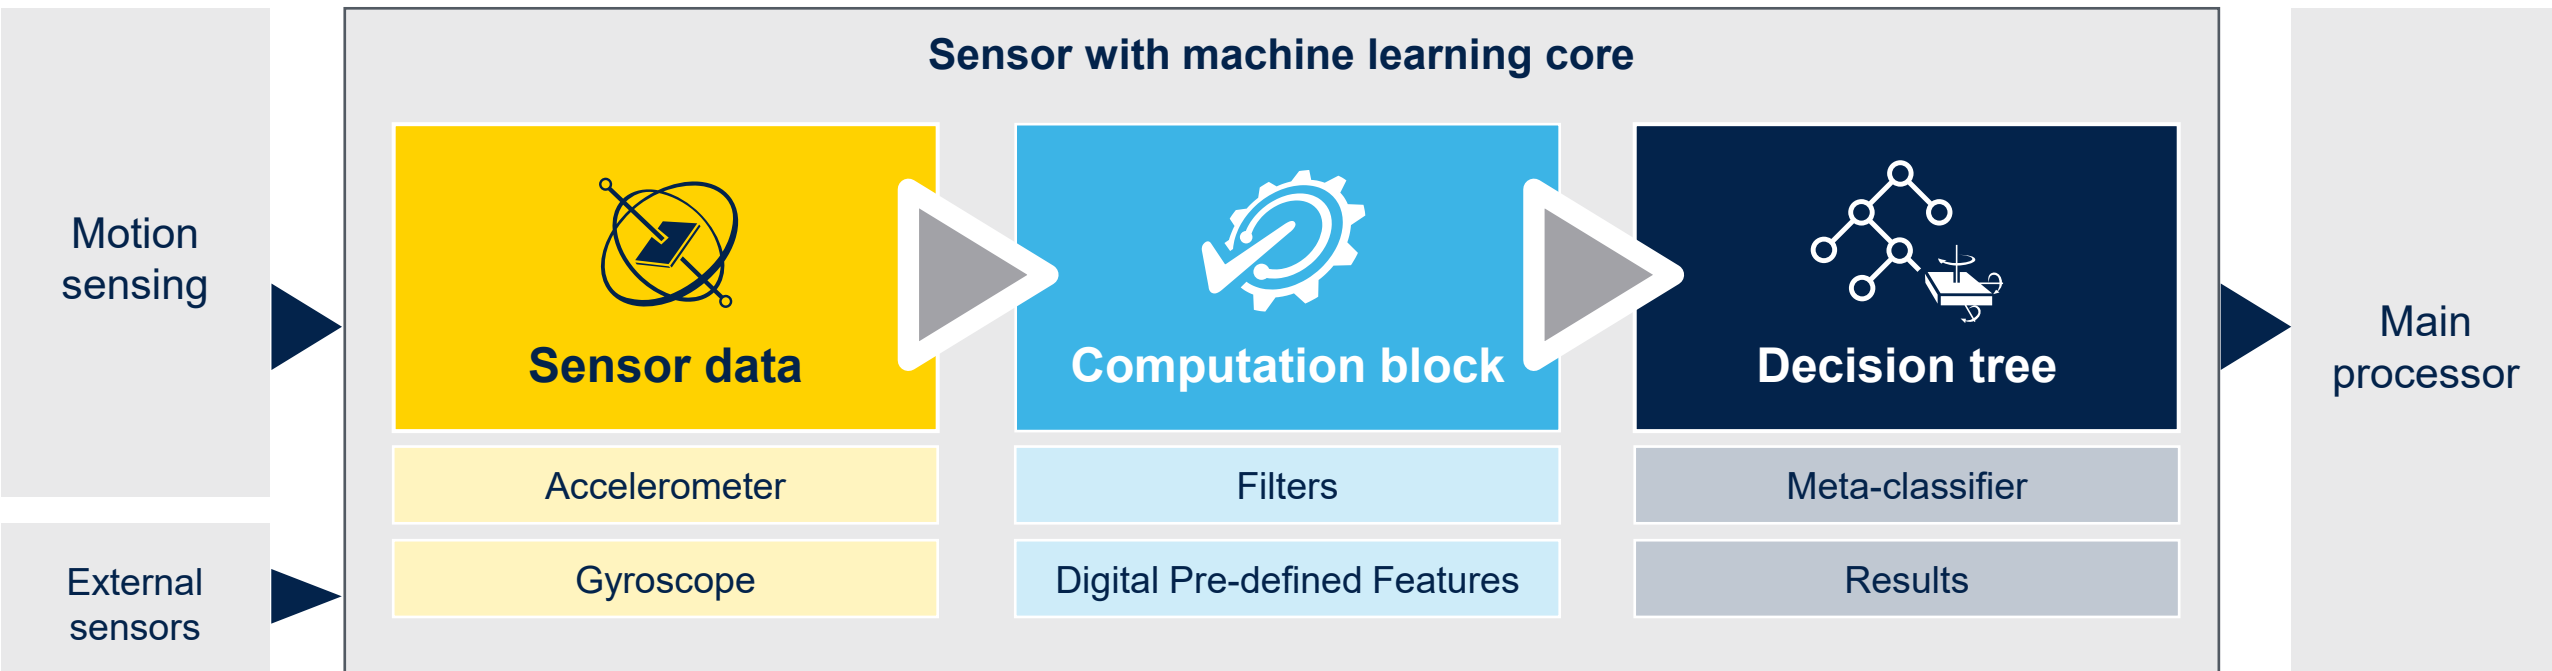 Sensor with machine learning core
Motion
sensing
External
sensors
Sensor data
Accelerometer
Gyroscope
Computation block
Filters
Digital Pre-defined Features
Decision tree
Meta-classifier
Results
Main
processor